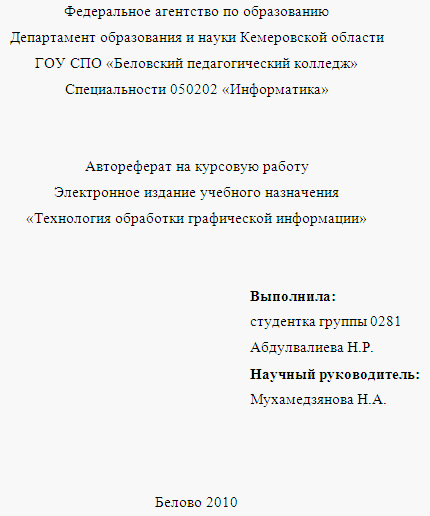 Федеральное агентство по образованию
Департамент образования и науки Кемеровской области
ГОУ СПО «Беловский педагогический колледж»
Специальности 050202 «Информатика»
Автореферат на курсовую работу
Электронное издание учебного назначения
«Технология обработки графической информации»
Выполнила:
студентка группы 0281
Абдулвалиева Н.Р.
Научный руководитель:
Мухамедзянова Н.А.
Белово 2010